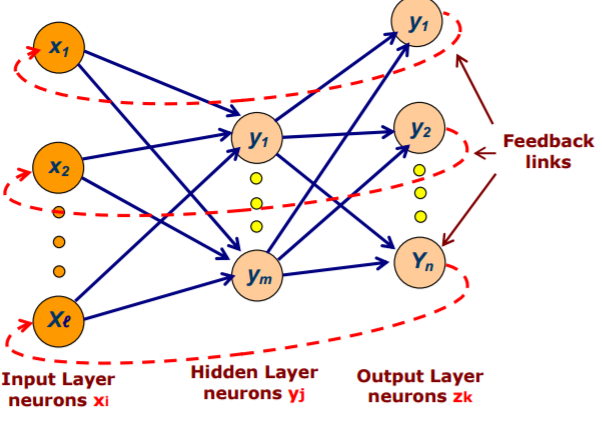 y1
x1
y2
y1
Feedback
links
x2
Yn
ym
Xℓ
Input Layer
neurons xi
Hidden Layer
neurons yj
Output Layer
neurons zk